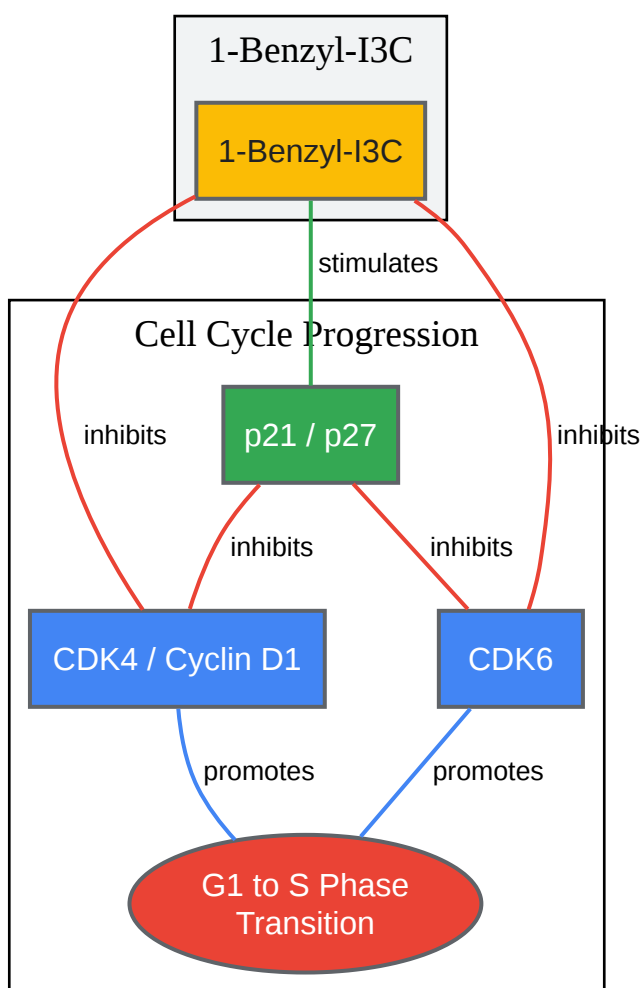 1-Benzyl-I3C
1-Benzyl-I3C
stimulates
Cell Cycle Progression
p21 / p27
inhibits
inhibits
inhibits
inhibits
CDK4 / Cyclin D1
CDK6
promotes
promotes
G1 to S Phase
Transition